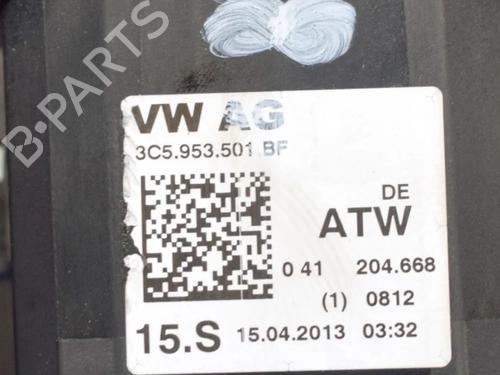 B-PARTS
VW AG
3C5.953.501.BF
DE
ATW
0 41 204.668
(1) 0812
15.S 15.04.2013 03:32